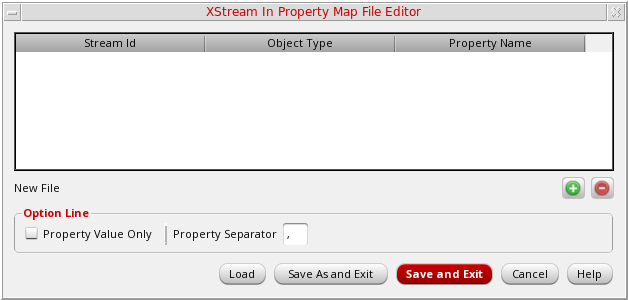 XStream In Property Map File Editor
Stream Id Object Type Property Name
New File
Option Line
Property Value Only Property Separator ,
Load Save As and Exit Save and Exit Cancel Help